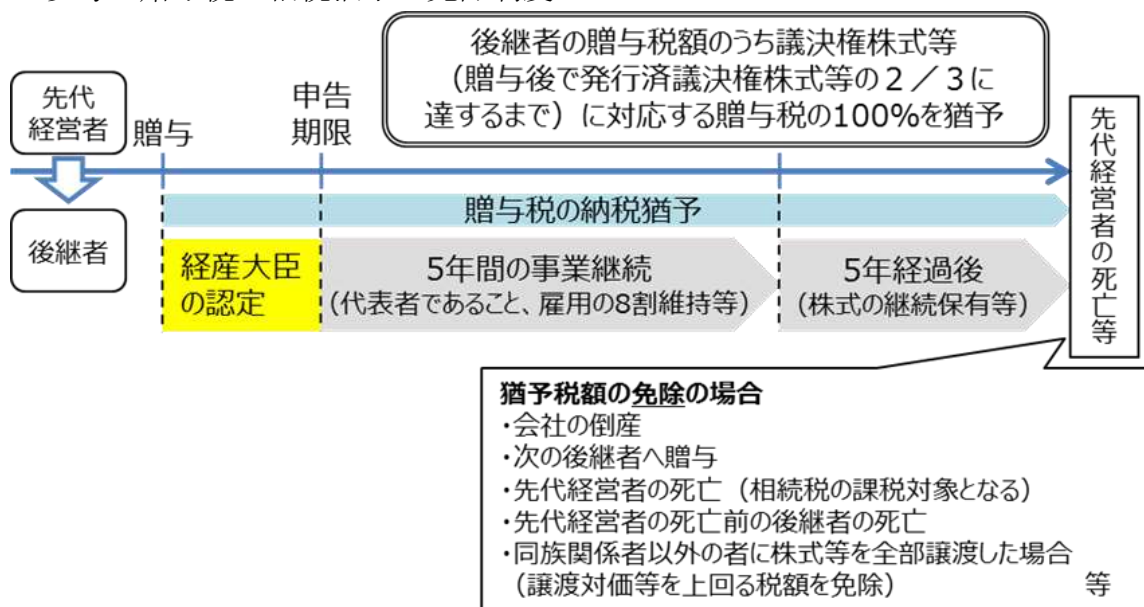 後継者の贈与税額のうち議決権株式等
(贈与後で発行済議決権株式等の2/3に
達するまで)に対応する贈与税の100%を猶予
先代
経営者
贈与
申告
期限
後継者
贈与税の納税猶予
経産大臣
の認定
5年間の事業継続
(代表者であること、雇用の8割維持等)
5年経過後
(株式の継続保有等)
先代経営者の死亡等
猶予税額の免除の場合
・会社の倒産
・次の後継者へ贈与
・先代経営者の死亡(相続税の課税対象となる)
・先代経営者の死亡前の後継者の死亡
・同族関係者以外の者に株式等を全部譲渡した場合
(譲渡対価等を上回る税額を免除) 等